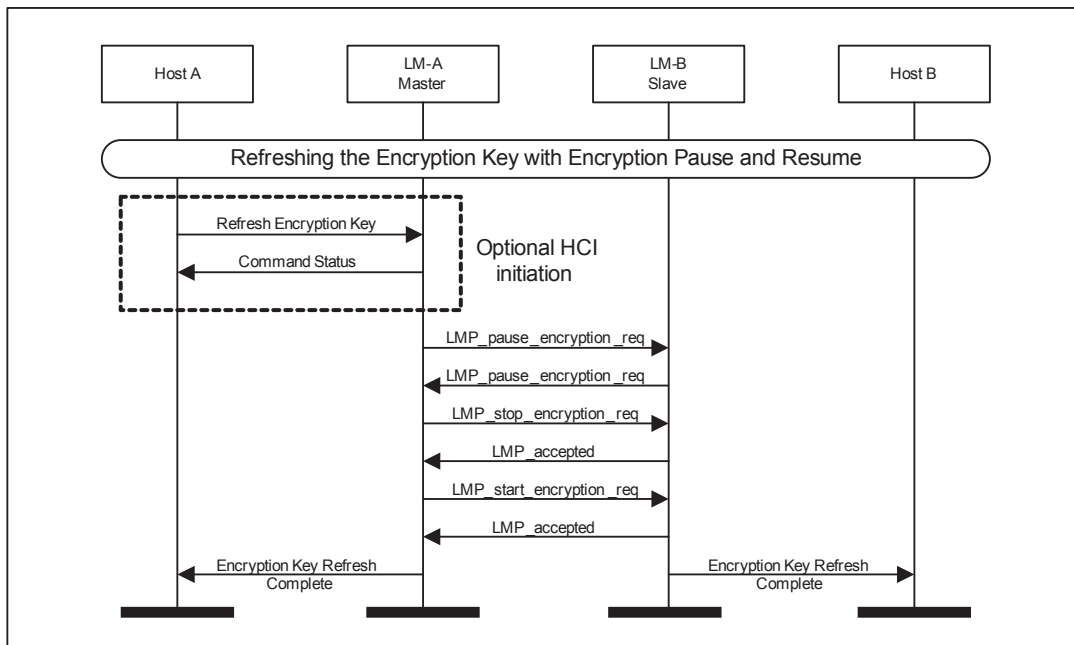 Host A
LM-A
Master
LM-B
Slave
Host B
Refreshing the Encryption Key with Encryption Pause and Resume
Refresh Encryption Key
Command Status
Optional HCI
initiation
LMP_pause_encryption_req
LMP_pause_encryption_req
LMP_stop_encryption_req
LMP_accepted
LMP_start_encryption_req
LMP_accepted
Encryption Key Refresh
Complete
Encryption Key Refresh
Complete